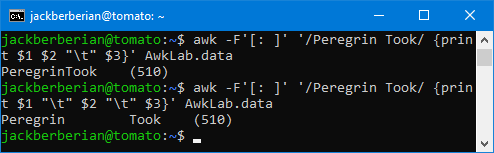 jackberberian@tomato: ~
jackberberian@tomato:~$ awk -F'[: ]' '/Peregrin Took/ {prin
t $1 $2 "\t" $3}' AwkLab.data
PeregrinTook    (510)
jackberberian@tomato:~$ awk -F'[: ]' '/Peregrin Took/ {prin
t $1 "\t" $2 "\t" $3}' AwkLab.data
Peregrin        Took    (510)
jackberberian@tomato:~$